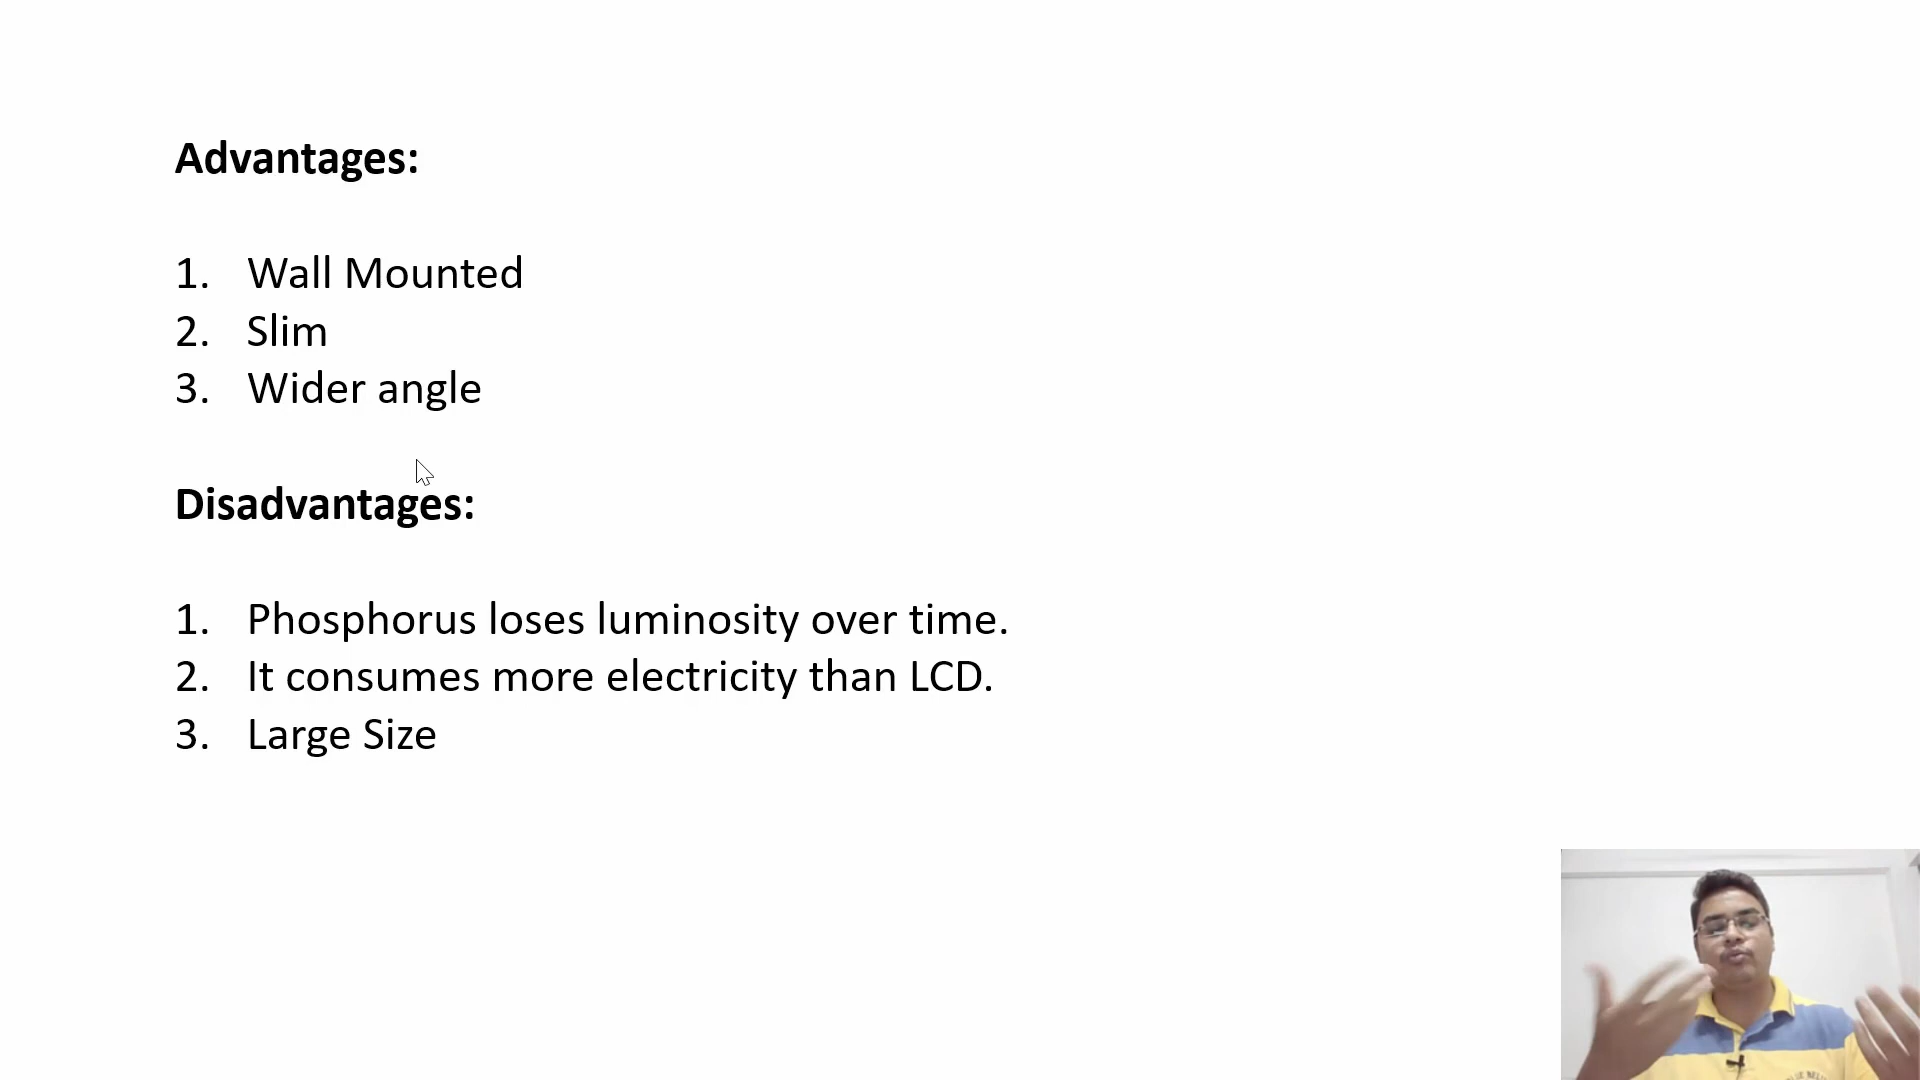 Advantages:
1. Wall Mounted
2. Slim
3. Wider angle
Disadvantages:
1. Phosphorus loses luminosity over time.
2. It consumes more electricity than LCD.
3. Large Size